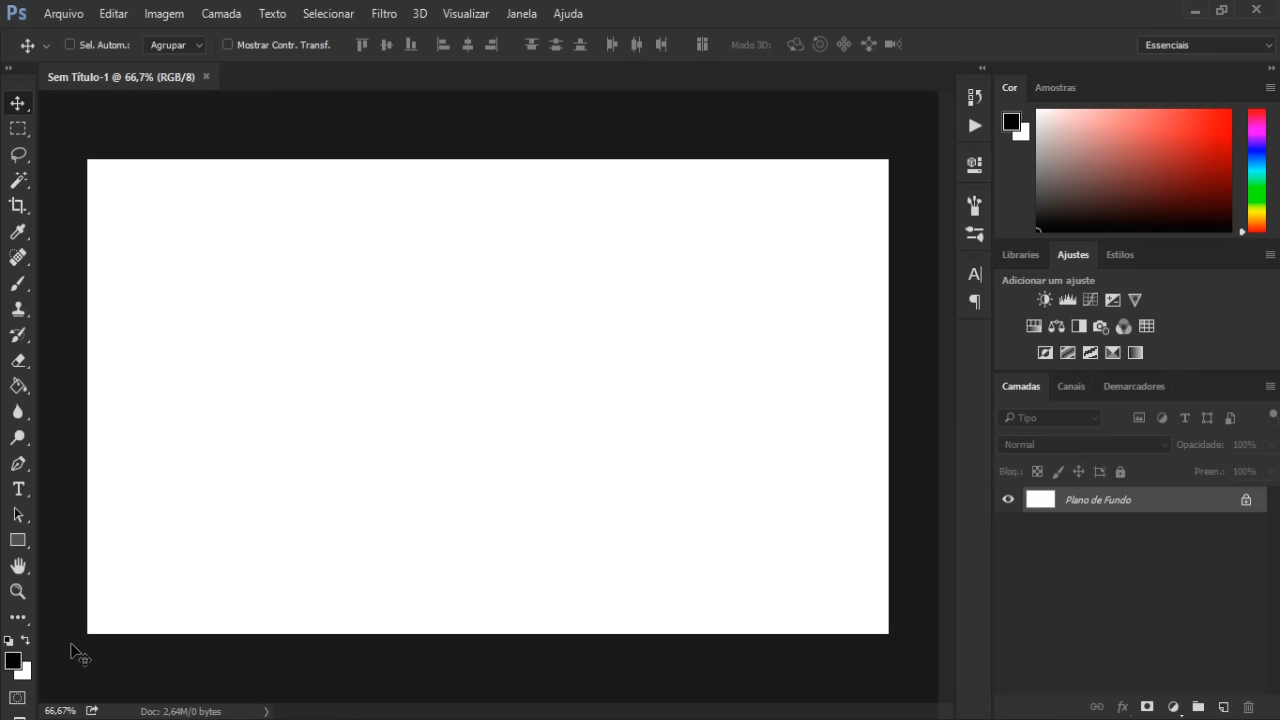 Ps Arquivo Editar Imagem Camada Texto Selecionar Filtro 3D Visualizar Janela Ajuda
Sel. Autom.: Agrupar Mostrar Contr. Transf. Modo 3D: Essenciais
Sem Título-1 @ 66,7% (RGB/8) ×
Cor Amostras
Libraries Ajustes Estilos
Adicionar um ajuste
Camadas Canais Demarcadores
Tipo
Normal Opacidade: 100%
Bloq.: Preen.: 100%
Plano de Fundo
66,67% Doc: 2,64M/0 bytes